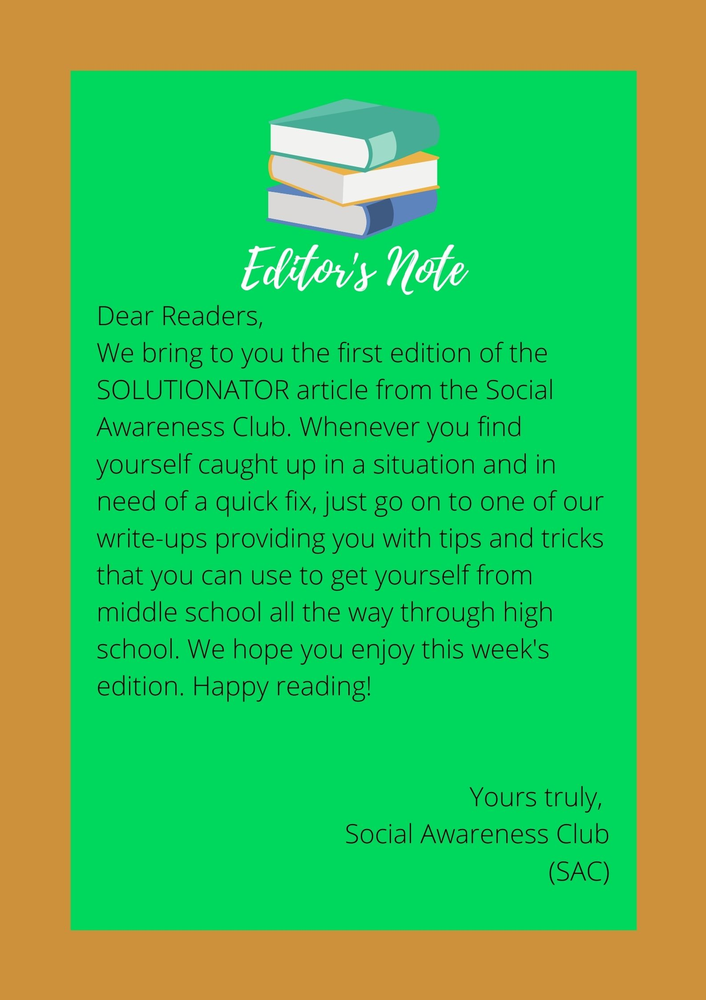 Editor's Note
Dear Readers,
We bring to you the first edition of the
SOLUTIONATOR article from the Social
Awareness Club. Whenever you find
yourself caught up in a situation and in
need of a quick fix, just go on to one of our
write-ups providing you with tips and tricks
that you can use to get yourself from
middle school all the way through high
school. We hope you enjoy this week's
edition. Happy reading!
Yours truly,
Social Awareness Club
(SAC)